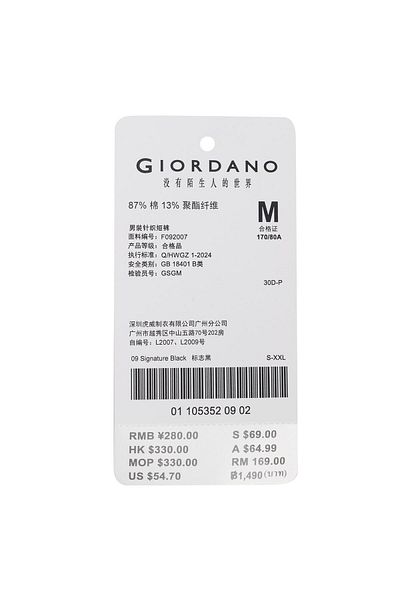 GIORDANO
没有陌生人的世界
87% 棉 13% 聚酯纤维
M
合格证
170/80A
男装针织短裤
面料编号: F092007
产品等级: 合格品
执行标准: Q/HWGZ 1-2024
安全类别: GB 18401 B类
检验员号: GSGM
30D-P
深圳虎威制衣有限公司广州分公司
广州市越秀区中山五路70号202房
自编号: L2007、L2009号
09 Signature Black 标志黑 S-XXL
01 105352 09 02
RMB ¥280.00 S $69.00
HK $330.00 A $64.99
MOP $330.00 RM 169.00
US $54.70 ฿1,490 (บาท)